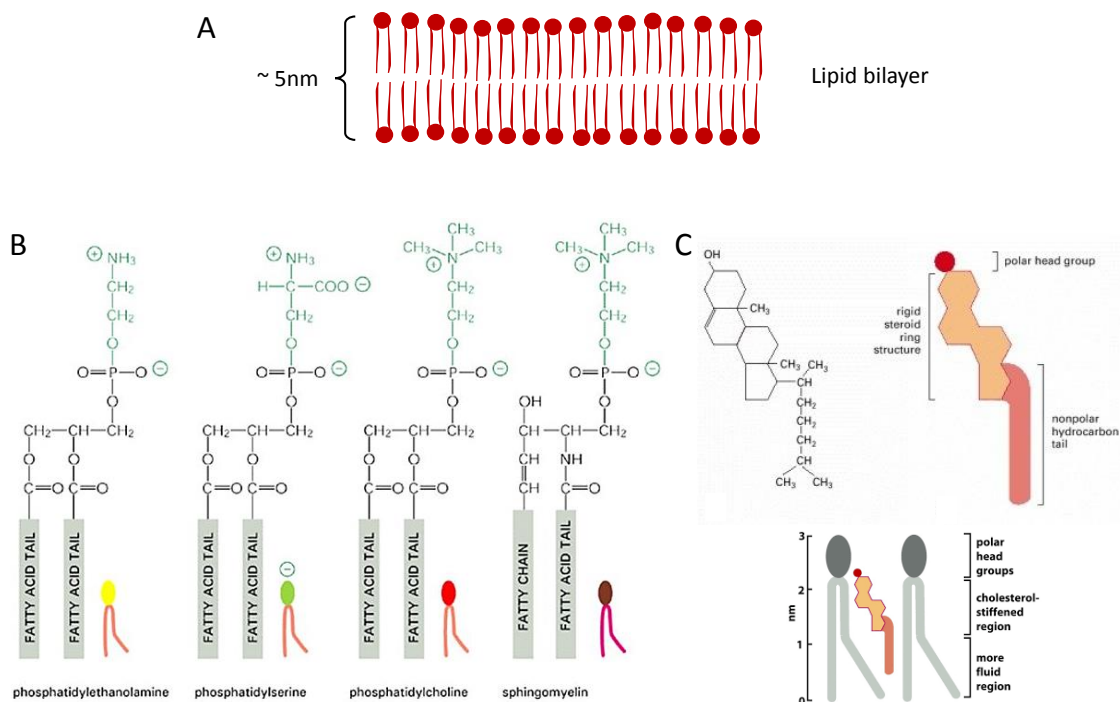 A
~ 5nm
Lipid bilayer
B
⊕
NH₃
CH₂
CH₂
O
O=P—O ⊖
O
CH₂—CH—CH₂
O
O
C=O
C=O
FATTY ACID TAIL
FATTY ACID TAIL
phosphatidylethanolamine
⊕
NH₃
H—C—COO ⊖
CH₂
O
O=P—O ⊖
O
CH₂—CH—CH₂
O
O
C=O
C=O
FATTY ACID TAIL
FATTY ACID TAIL
⊖
phosphatidylserine
CH₃
CH₃
CH₃
N
⊕
CH₂
CH₂
O
O=P—O ⊖
O
CH₂—CH—CH₂
O
O
C=O
C=O
FATTY ACID TAIL
FATTY ACID TAIL
phosphatidylcholine
CH₃
CH₃
CH₃
N
⊕
CH₂
CH₂
O
O=P—O ⊖
O
OH
CH—CH—CH₂
CH
NH
CH
C=O
FATTY CHAIN
FATTY ACID TAIL
sphingomyelin
C
OH
CH₃
CH₃
CH₃
CH
CH₂
CH₂
CH₂
CH
CH₃
CH₃
polar head group
rigid
steroid
ring
structure
nonpolar
hydrocarbon
tail
3
2
nm
1
0
polar
head
groups
cholesterol-
stiffened
region
more
fluid
region